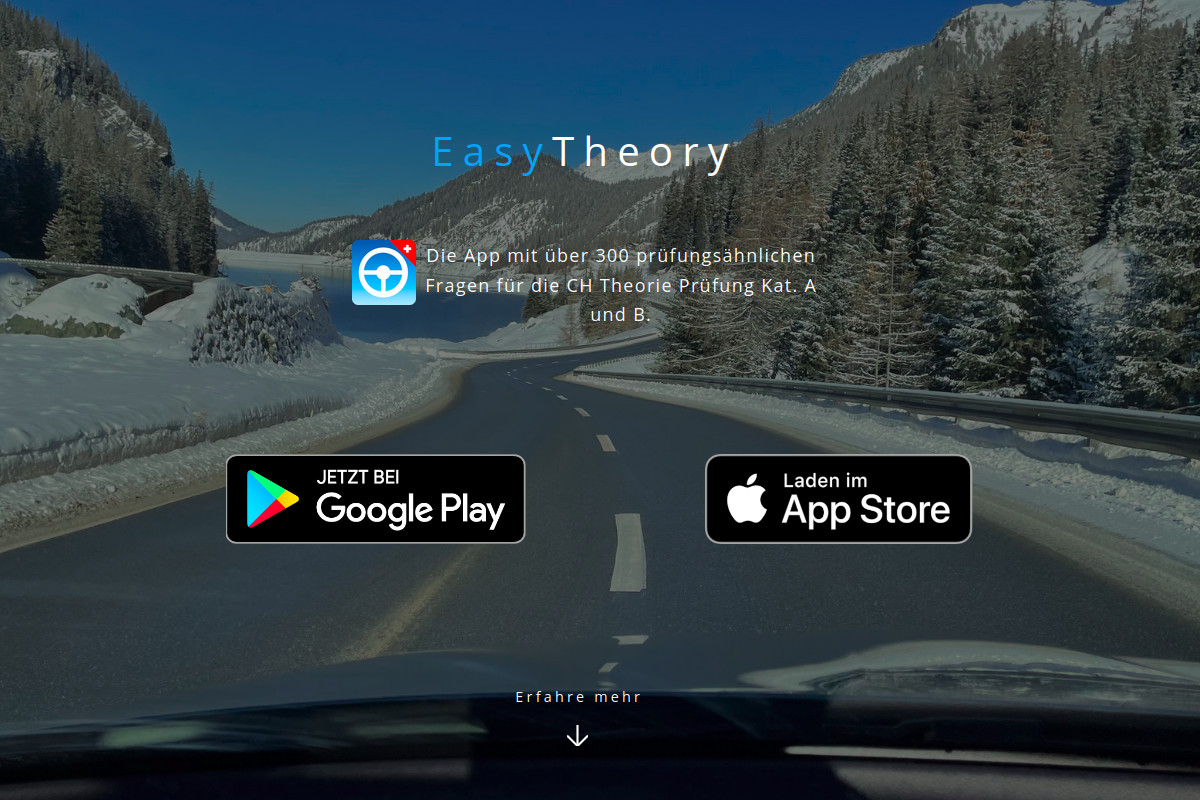 EasyTheory
Die App mit über 300 prüfungsähnlichen
Fragen für die CH Theorie Prüfung Kat. A
und B.
JETZT BEI
Google Play
Laden im
App Store
Erfahre mehr